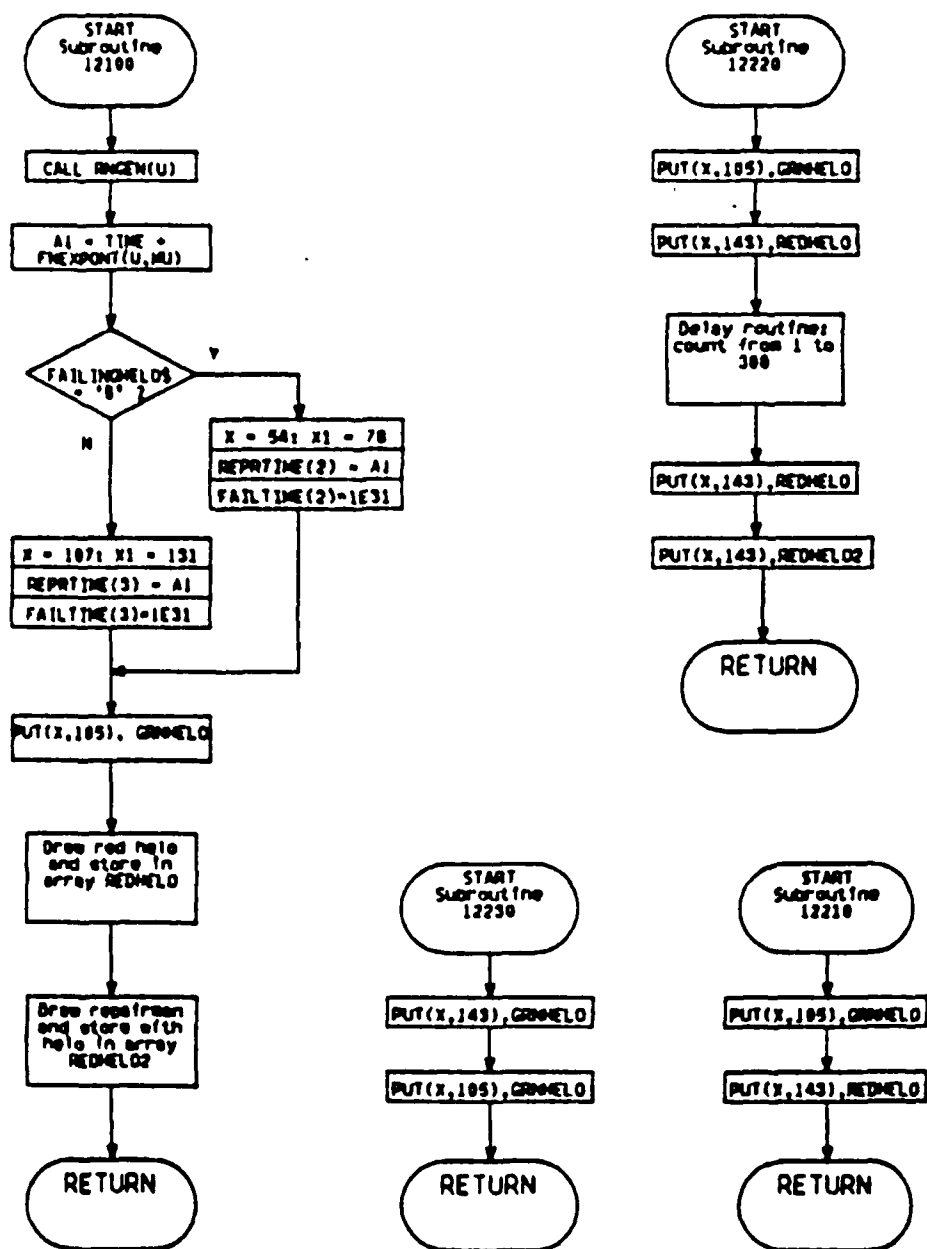 START
Subroutine
12100
CALL RNGEN(U)
A1 = TIME +
FNEXPONT(U,MU)
FAILINGHELO$
= "B" ?
Y
N
X = 54: X1 = 78
REPRTIME(2) = A1
FAILTIME(2)=1E31
X = 107: X1 = 131
REPRTIME(3) = A1
FAILTIME(3)=1E31
PUT(X,105), GRNHELO
Draw red helo
and store in
array REDHELO
Draw repairman
and store with
helo in array
REDHELO2
RETURN
START
Subroutine
12220
PUT(X,105),GRNHELO
PUT(X,143),REDHELO
Delay routine:
count from 1 to
300
PUT(X,143),REDHELO
PUT(X,143),REDHELO2
RETURN
START
Subroutine
12230
PUT(X,143),GRNHELO
PUT(X,105),GRNHELO
RETURN
START
Subroutine
12210
PUT(X,105),GRNHELO
PUT(X,143),REDHELO
RETURN